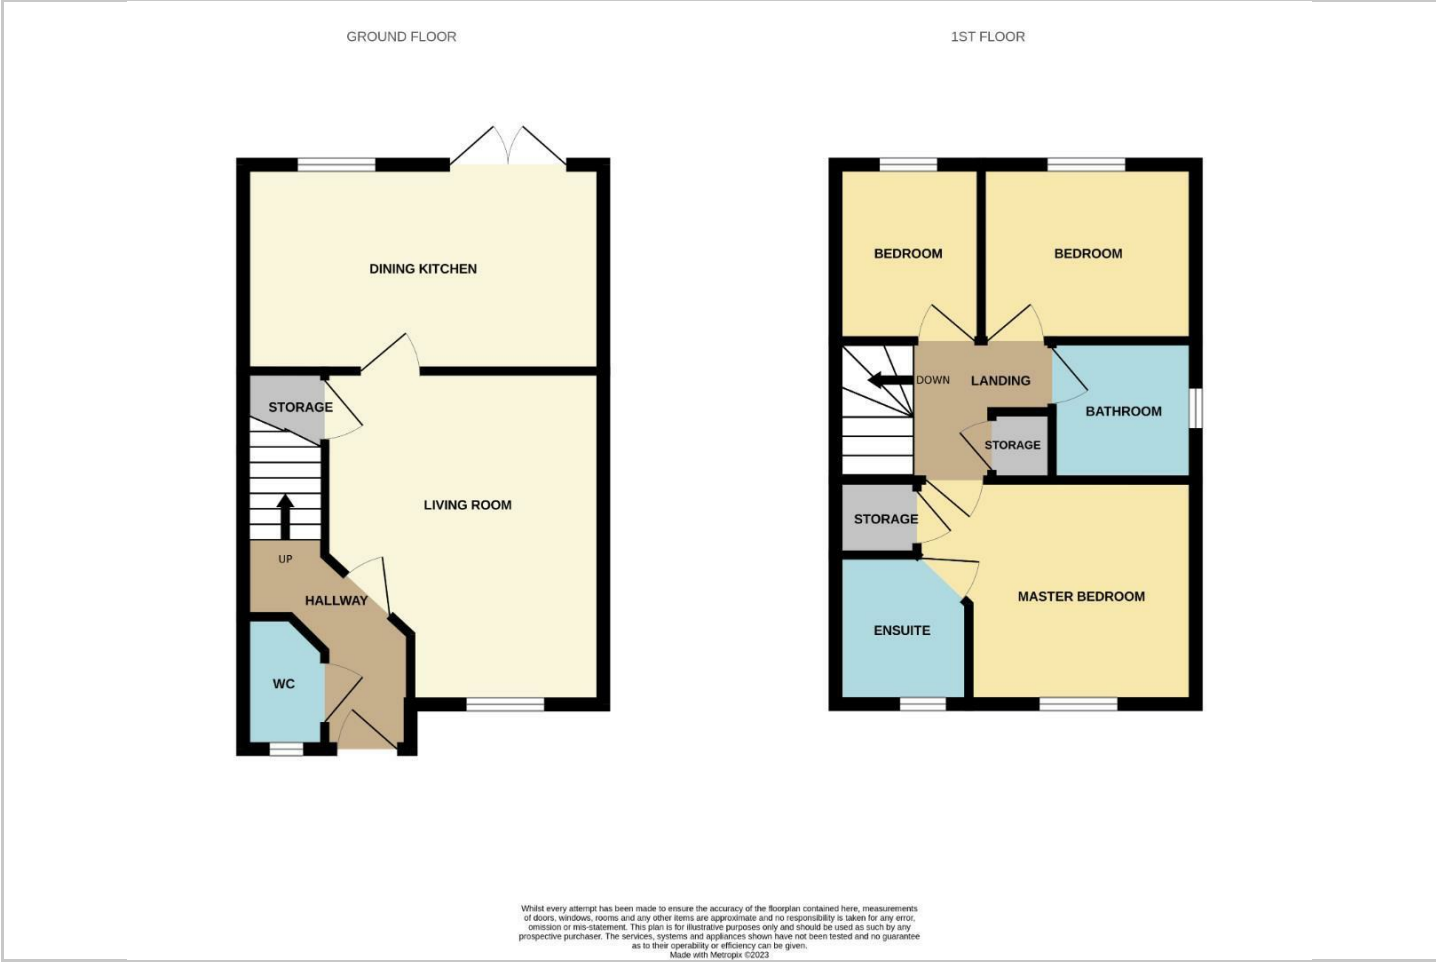 GROUND FLOOR
1ST FLOOR
DINING KITCHEN
STORAGE
LIVING ROOM
UP
HALLWAY
WC
BEDROOM
BEDROOM
DOWN
LANDING
BATHROOM
STORAGE
STORAGE
MASTER BEDROOM
ENSUITE
Whilst every attempt has been made to ensure the accuracy of the floorplan contained here, measurements
of doors, windows, rooms and any other items are approximate and no responsibility is taken for any error,
omission or mis-statement. This plan is for illustrative purposes only and should be used as such by any
prospective purchaser. The services, systems and appliances shown have not been tested and no guarantee
as to their operability or efficiency can be given.
Made with Metropix ©2023